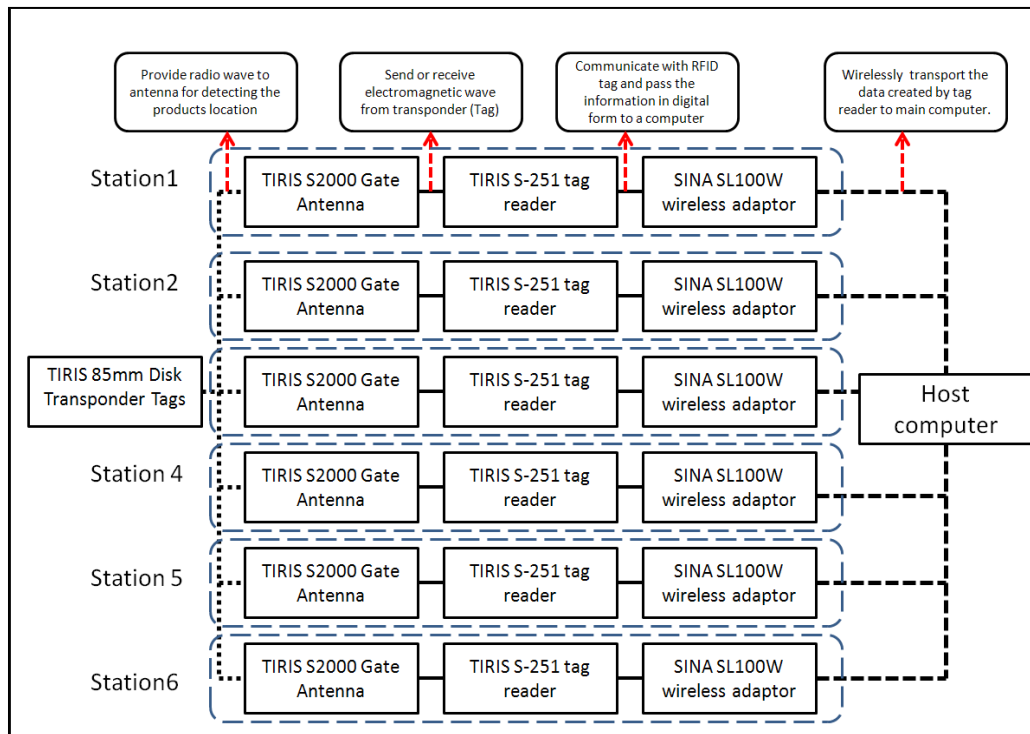 Provide radio wave to
antenna for detecting the
products location
Send or receive
electromagnetic wave
from transponder (Tag)
Communicate with RFID
tag and pass the
information in digital
form to a computer
Wirelessly transport the
data created by tag
reader to main computer.
Station1
TIRIS S2000 Gate
Antenna
TIRIS S-251 tag
reader
SINA SL100W
wireless adaptor
Station2
TIRIS S2000 Gate
Antenna
TIRIS S-251 tag
reader
SINA SL100W
wireless adaptor
TIRIS 85mm Disk
Transponder Tags
TIRIS S2000 Gate
Antenna
TIRIS S-251 tag
reader
SINA SL100W
wireless adaptor
Host
computer
Station 4
TIRIS S2000 Gate
Antenna
TIRIS S-251 tag
reader
SINA SL100W
wireless adaptor
Station 5
TIRIS S2000 Gate
Antenna
TIRIS S-251 tag
reader
SINA SL100W
wireless adaptor
Station6
TIRIS S2000 Gate
Antenna
TIRIS S-251 tag
reader
SINA SL100W
wireless adaptor